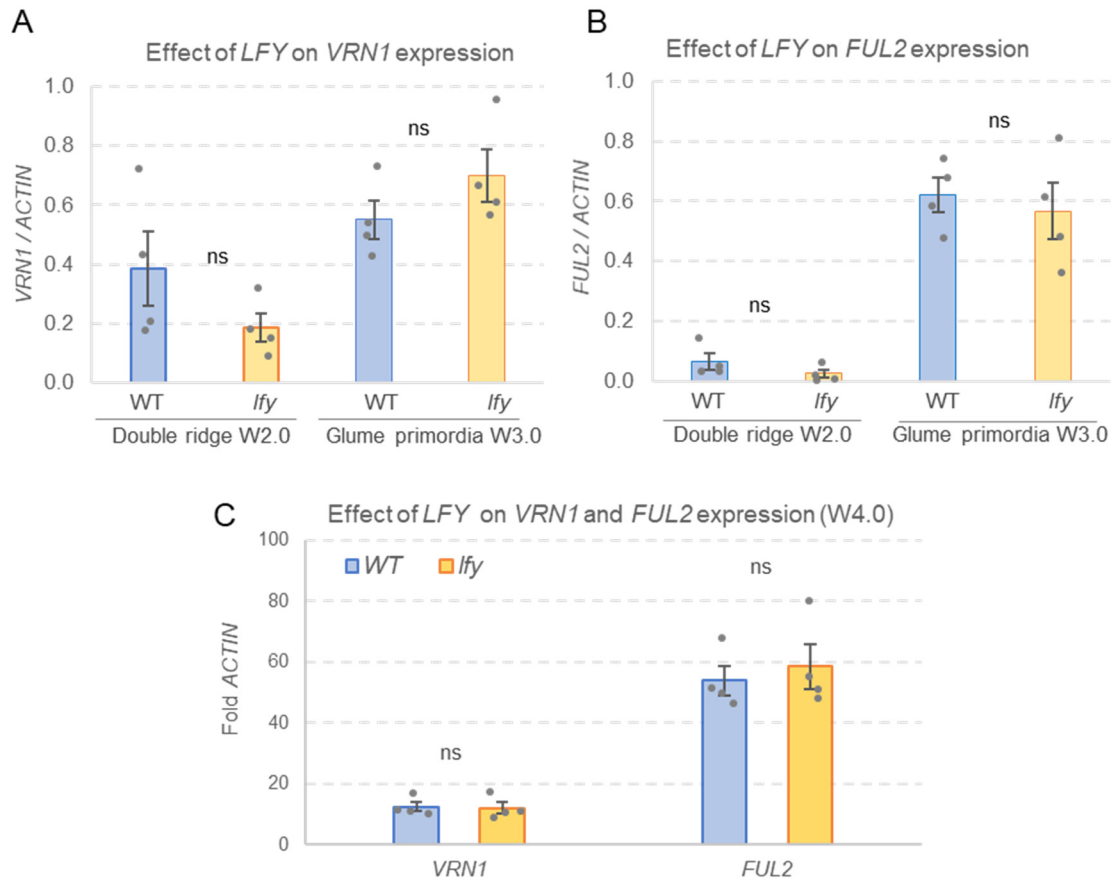 A
Effect of LFY on VRN1 expression
VRN1 / ACTIN
1.0
0.8
0.6
0.4
0.2
0.0
ns
ns
WT
lfy
WT
lfy
Double ridge W2.0
Glume primordia W3.0
B
Effect of LFY on FUL2 expression
FUL2 / ACTIN
1.0
0.8
0.6
0.4
0.2
0.0
ns
ns
WT
lfy
WT
lfy
Double ridge W2.0
Glume primordia W3.0
C
Effect of LFY on VRN1 and FUL2 expression (W4.0)
Fold ACTIN
100
80
60
40
20
0
WT
lfy
ns
ns
VRN1
FUL2